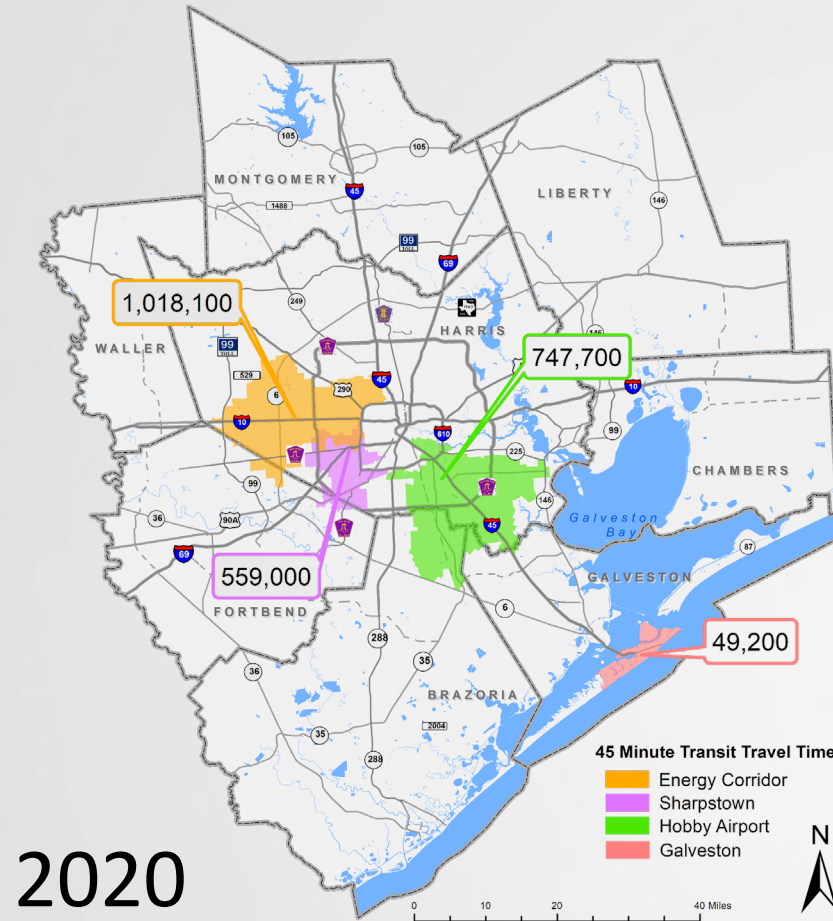 105
105
MONTGOMERY
45
1486
LIBERTY
146
99
TOLL
69
1,018,100
249
HARRIS
146
WALLER
99
TOLL
529
747,700
6
290
45
10
10
610
99
225
CHAMBERS
99
146
36
90A
45
Galveston
Bay
87
69
559,000
GALVESTON
FORTBEND
6
288
49,200
35
36
BRAZORIA
2004
35
288
45 Minute Transit Travel Time
Energy Corridor
Sharpstown
Hobby Airport
Galveston
N
2020
0 10 20 40 Miles